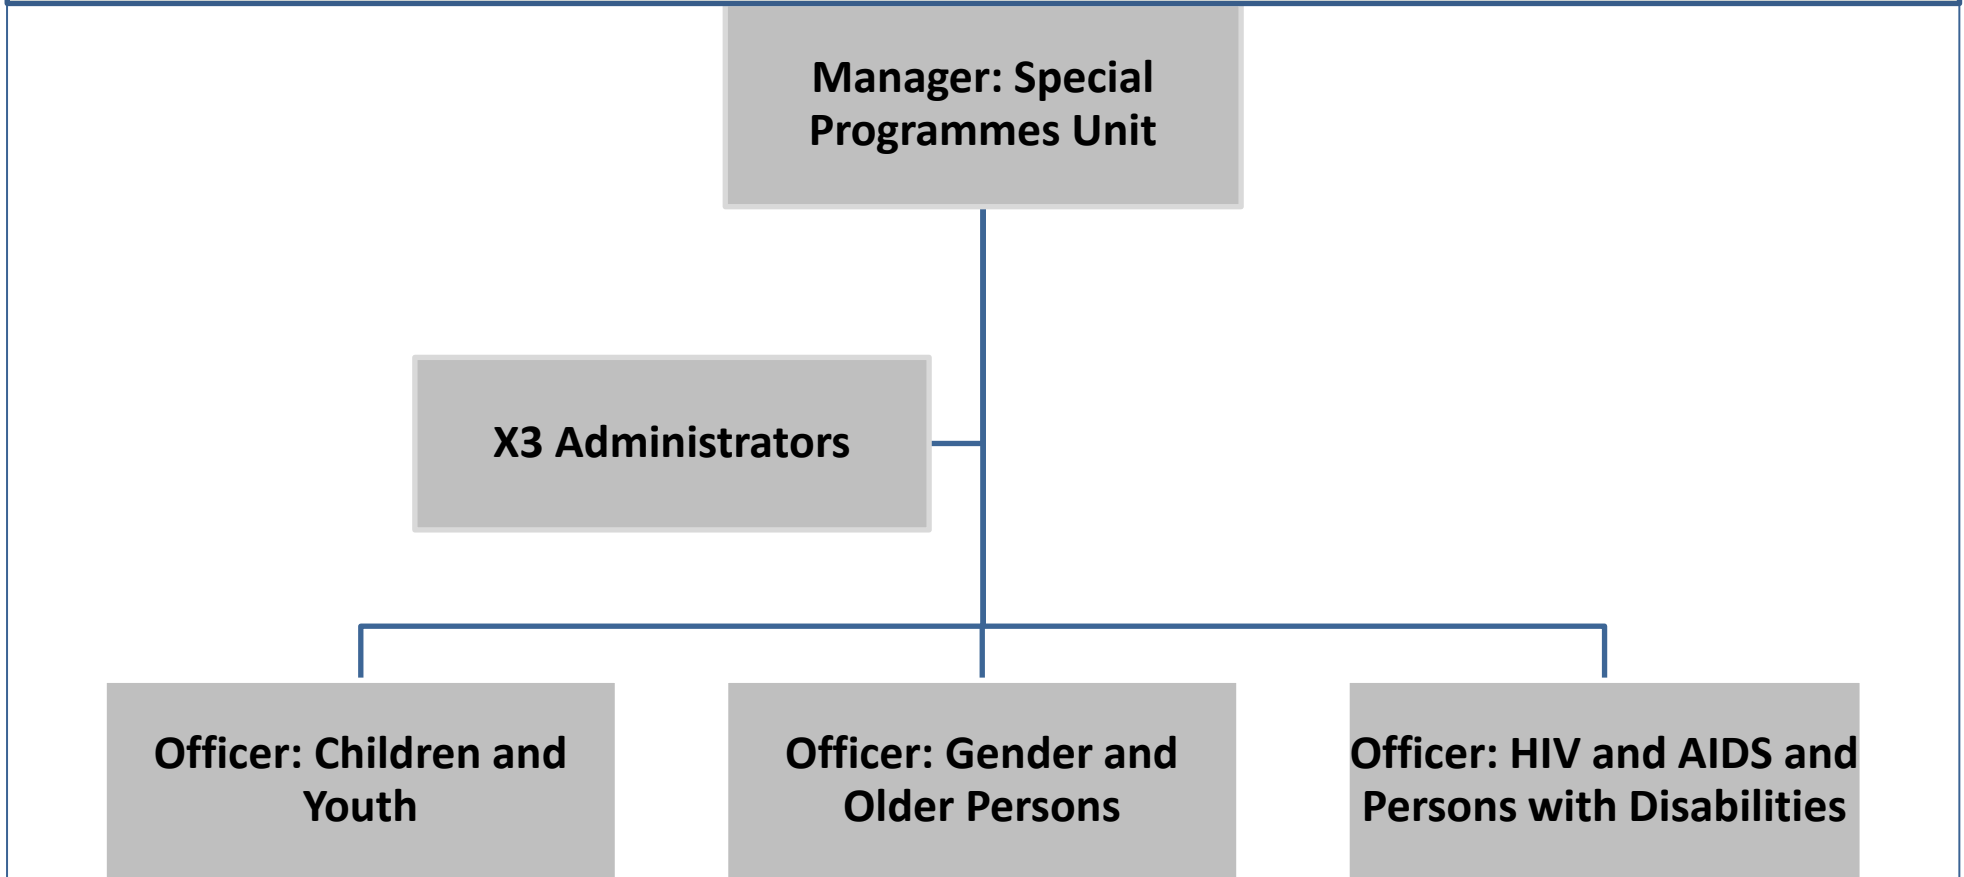 Manager: Special
Programmes Unit
X3 Administrators
Officer: Children and
Youth
Officer: Gender and
Older Persons
Officer: HIV and AIDS and
Persons with Disabilities